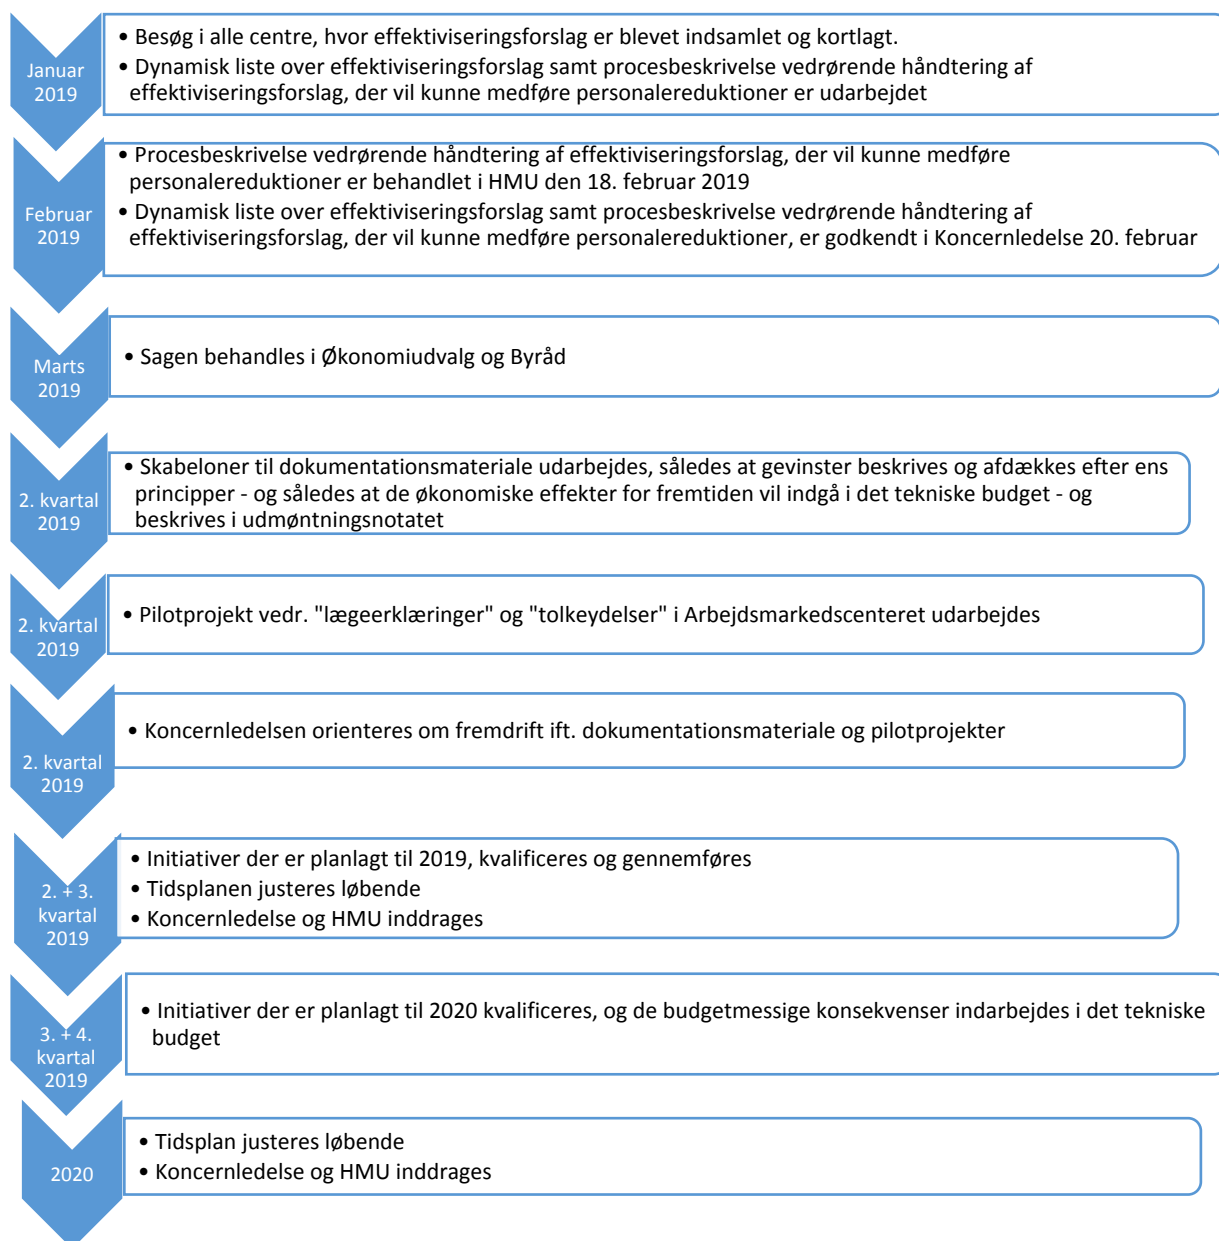 Januar
2019
• Besøg i alle centre, hvor effektiviseringsforslag er blevet indsamlet og kortlagt.
• Dynamisk liste over effektiviseringsforslag samt procesbeskrivelse vedrørende håndtering af
effektiviseringsforslag, der vil kunne medføre personalereduktioner er udarbejdet
Februar
2019
• Procesbeskrivelse vedrørende håndtering af effektiviseringsforslag, der vil kunne medføre
personalereduktioner er behandlet i HMU den 18. februar 2019
• Dynamisk liste over effektiviseringsforslag samt procesbeskrivelse vedrørende håndtering af
effektiviseringsforslag, der vil kunne medføre personalereduktioner, er godkendt i Koncernledelse 20. februar
Marts
2019
• Sagen behandles i Økonomiudvalg og Byråd
2. kvartal
2019
• Skabeloner til dokumentationsmateriale udarbejdes, således at gevinster beskrives og afdækkes efter ens
principper - og således at de økonomiske effekter for fremtiden vil indgå i det tekniske budget - og
beskrives i udmøntningsnotatet
2. kvartal
2019
• Pilotprojekt vedr. "lægeerklæringer" og "tolkeydelser" i Arbejdsmarkedscenteret udarbejdes
2. kvartal
2019
• Koncernledelsen orienteres om fremdrift ift. dokumentationsmateriale og pilotprojekter
2. + 3.
kvartal
2019
• Initiativer der er planlagt til 2019, kvalificeres og gennemføres
• Tidsplanen justeres løbende
• Koncernledelse og HMU inddrages
3. + 4.
kvartal
2019
• Initiativer der er planlagt til 2020 kvalificeres, og de budgetmessige konsekvenser indarbejdes i det tekniske
budget
2020
• Tidsplan justeres løbende
• Koncernledelse og HMU inddrages